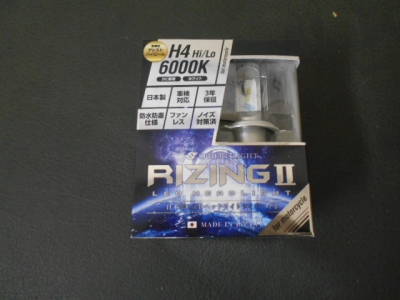 H4 Hi/Lo
6000K
日本製 車検対応 3年保証
防水防塵仕様 ファンレス ノイズ対策済
RIZING II
LED HEADLIGHT
for motorcycle
MADE IN JAPAN